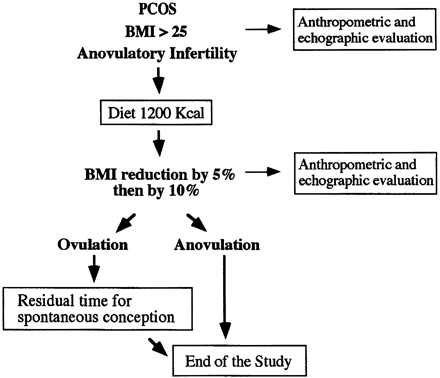 PCOS
BMI > 25
Anovulatory Infertility
Anthropometric and
echographic evaluation
Diet 1200 Kcal
BMI reduction by 5%
then by 10%
Anthropometric and
echographic evaluation
Ovulation
Anovulation
Residual time for
spontaneous conception
End of the Study